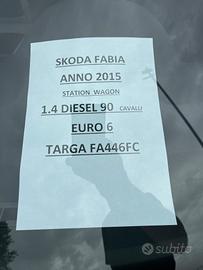 SKODA FABIA
ANNO 2015
STATION WAGON
1.4 DIESEL 90 CAVALLI
EURO 6
TARGA FA446FC
subito